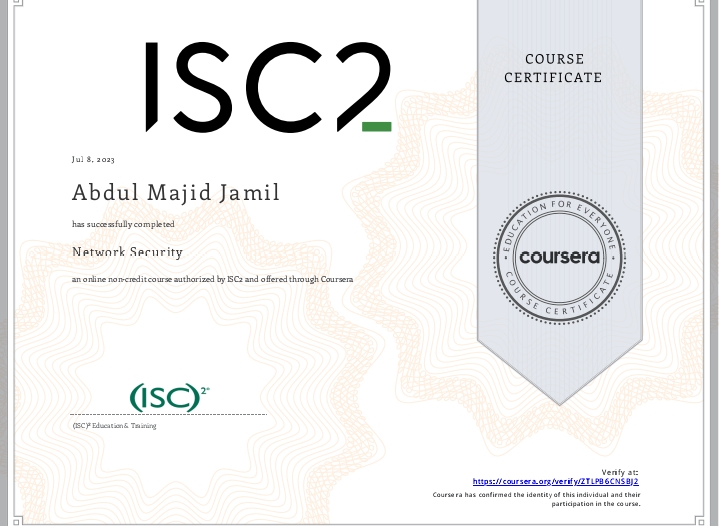 ISC2
COURSE
CERTIFICATE
Jul 8, 2023
Abdul Majid Jamil
has successfully completed
Network Security
an online non-credit course authorized by ISC2 and offered through Coursera
EDUCATION FOR EVERYONE
coursera
COURSE CERTIFICATE
(ISC)²®
(ISC)² Education & Training
Verify at:
https://coursera.org/verify/ZTLPB6CNSBJ2
Coursera has confirmed the identity of this individual and their
participation in the course.